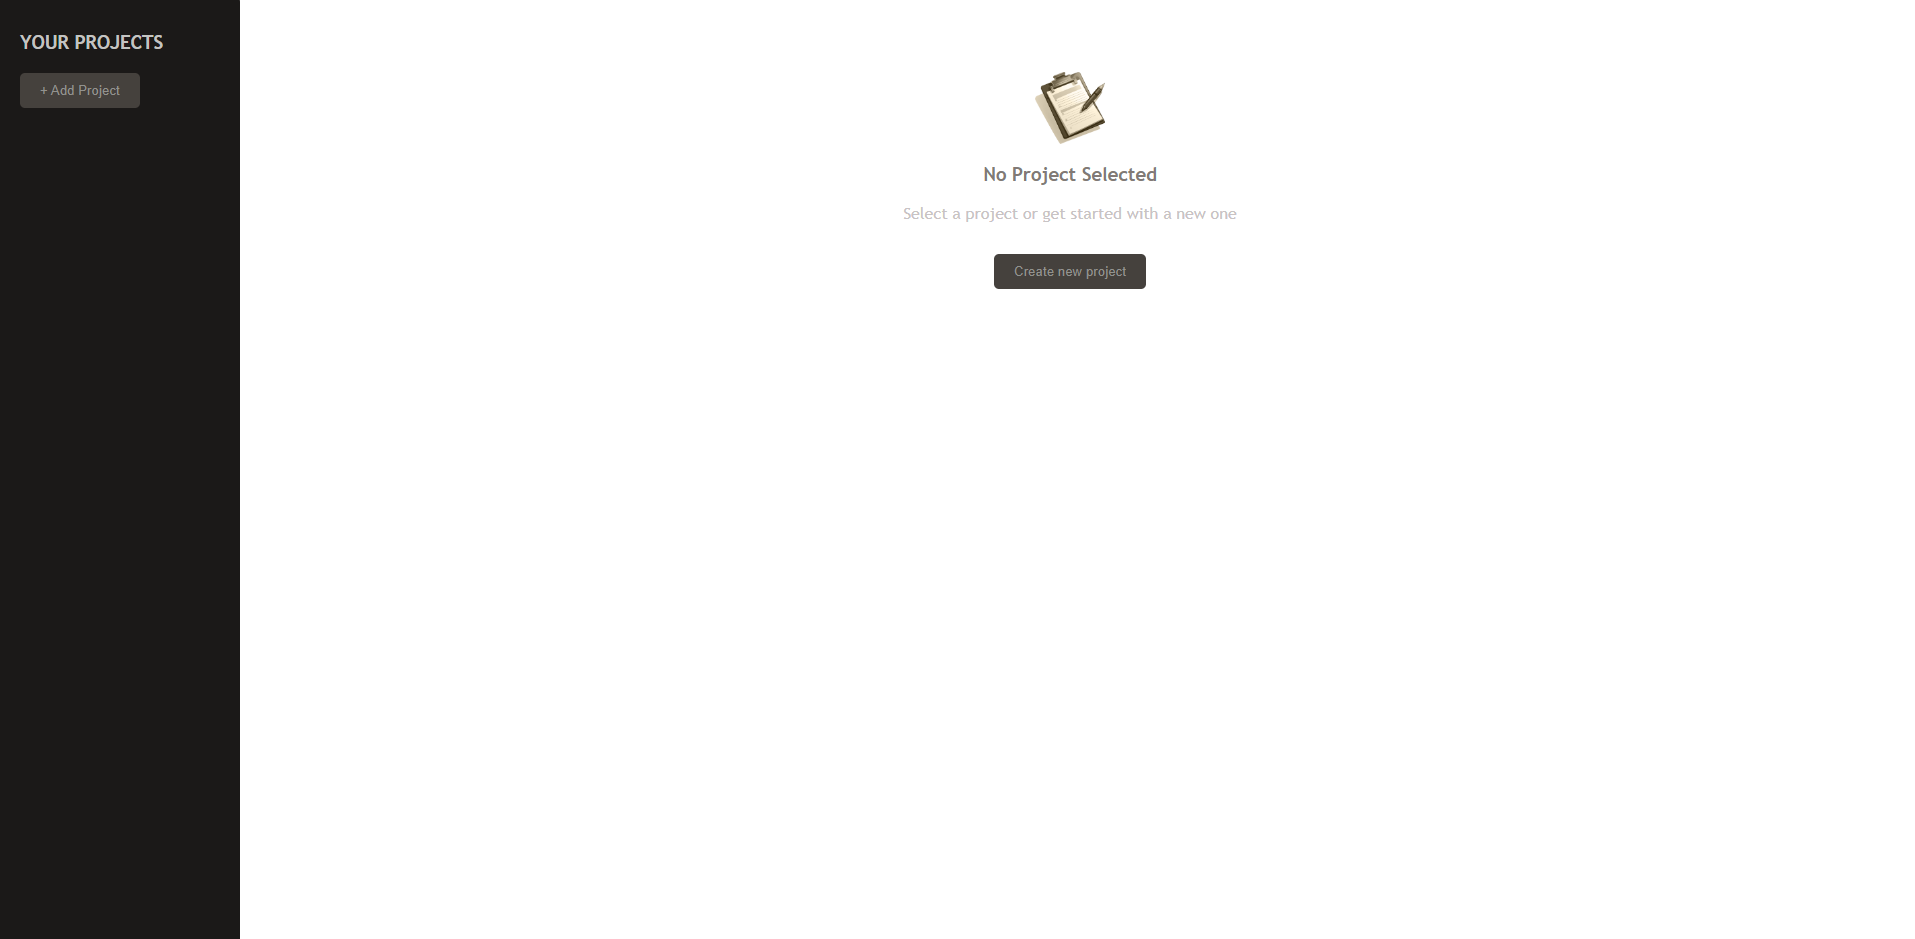 YOUR PROJECTS
+ Add Project
No Project Selected
Select a project or get started with a new one
Create new project